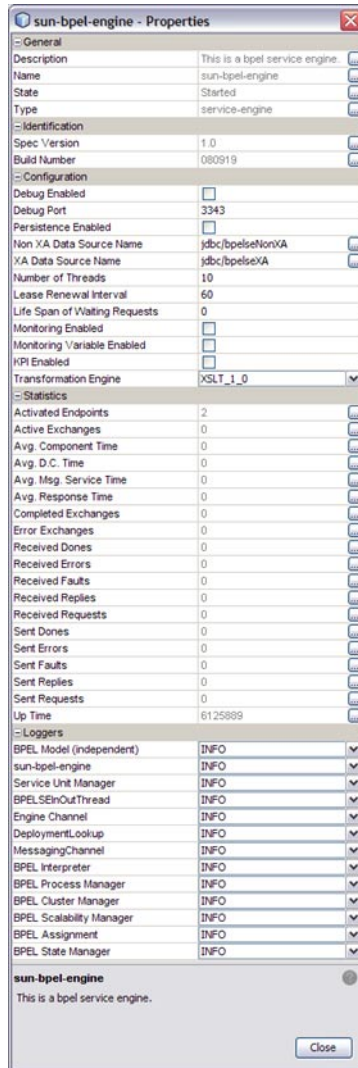 sun-bpel-engine - Properties
General
Description This is a bpel service engine.
Name sun-bpel-engine
State Started
Type service-engine
Identification
Spec Version 1.0
Build Number 080919
Configuration
Debug Enabled
Debug Port 3343
Persistence Enabled
Non XA Data Source Name jdbc/bpelseNonXA
XA Data Source Name jdbc/bpelseXA
Number of Threads 10
Lease Renewal Interval 60
Life Span of Waiting Requests 0
Monitoring Enabled
Monitoring Variable Enabled
KPI Enabled
Transformation Engine XSLT_1_0
Statistics
Activated Endpoints 2
Active Exchanges 0
Avg. Component Time 0
Avg. D.C. Time 0
Avg. Msg. Service Time 0
Avg. Response Time 0
Completed Exchanges 0
Error Exchanges 0
Received Dones 0
Received Errors 0
Received Faults 0
Received Replies 0
Received Requests 0
Sent Dones 0
Sent Errors 0
Sent Faults 0
Sent Replies 0
Sent Requests 0
Up Time 6125889
Loggers
BPEL Model (independent) INFO
sun-bpel-engine INFO
Service Unit Manager INFO
BPELSEInOutThread INFO
Engine Channel INFO
DeploymentLookup INFO
MessagingChannel INFO
BPEL Interpreter INFO
BPEL Process Manager INFO
BPEL Cluster Manager INFO
BPEL Scalability Manager INFO
BPEL Assignment INFO
BPEL State Manager INFO
sun-bpel-engine
This is a bpel service engine.
Close